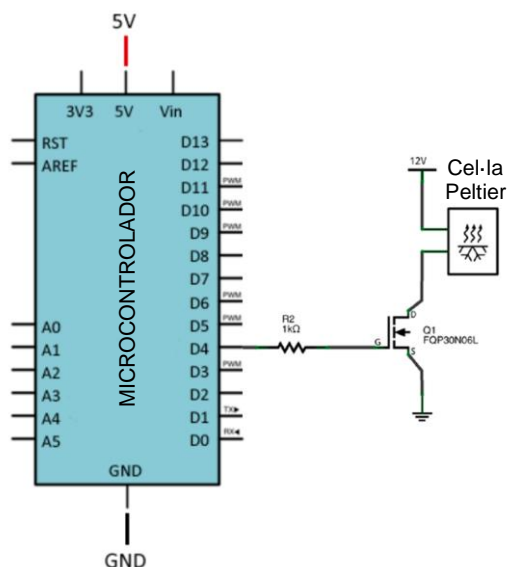 5V
3V3 5V Vin
RST
AREF
A0
A1
A2
A3
A4
A5
MICROCONTROLADOR
D13
D12
D11 PWM
D10 PWM
D9 PWM
D8
D7
D6 PWM
D5 PWM
D4
D3 PWM
D2
D1 TX
D0 RX
GND
GND
R2
1kΩ
12V
Cel·la
Peltier
D
G
S
Q1
FQP30N06L